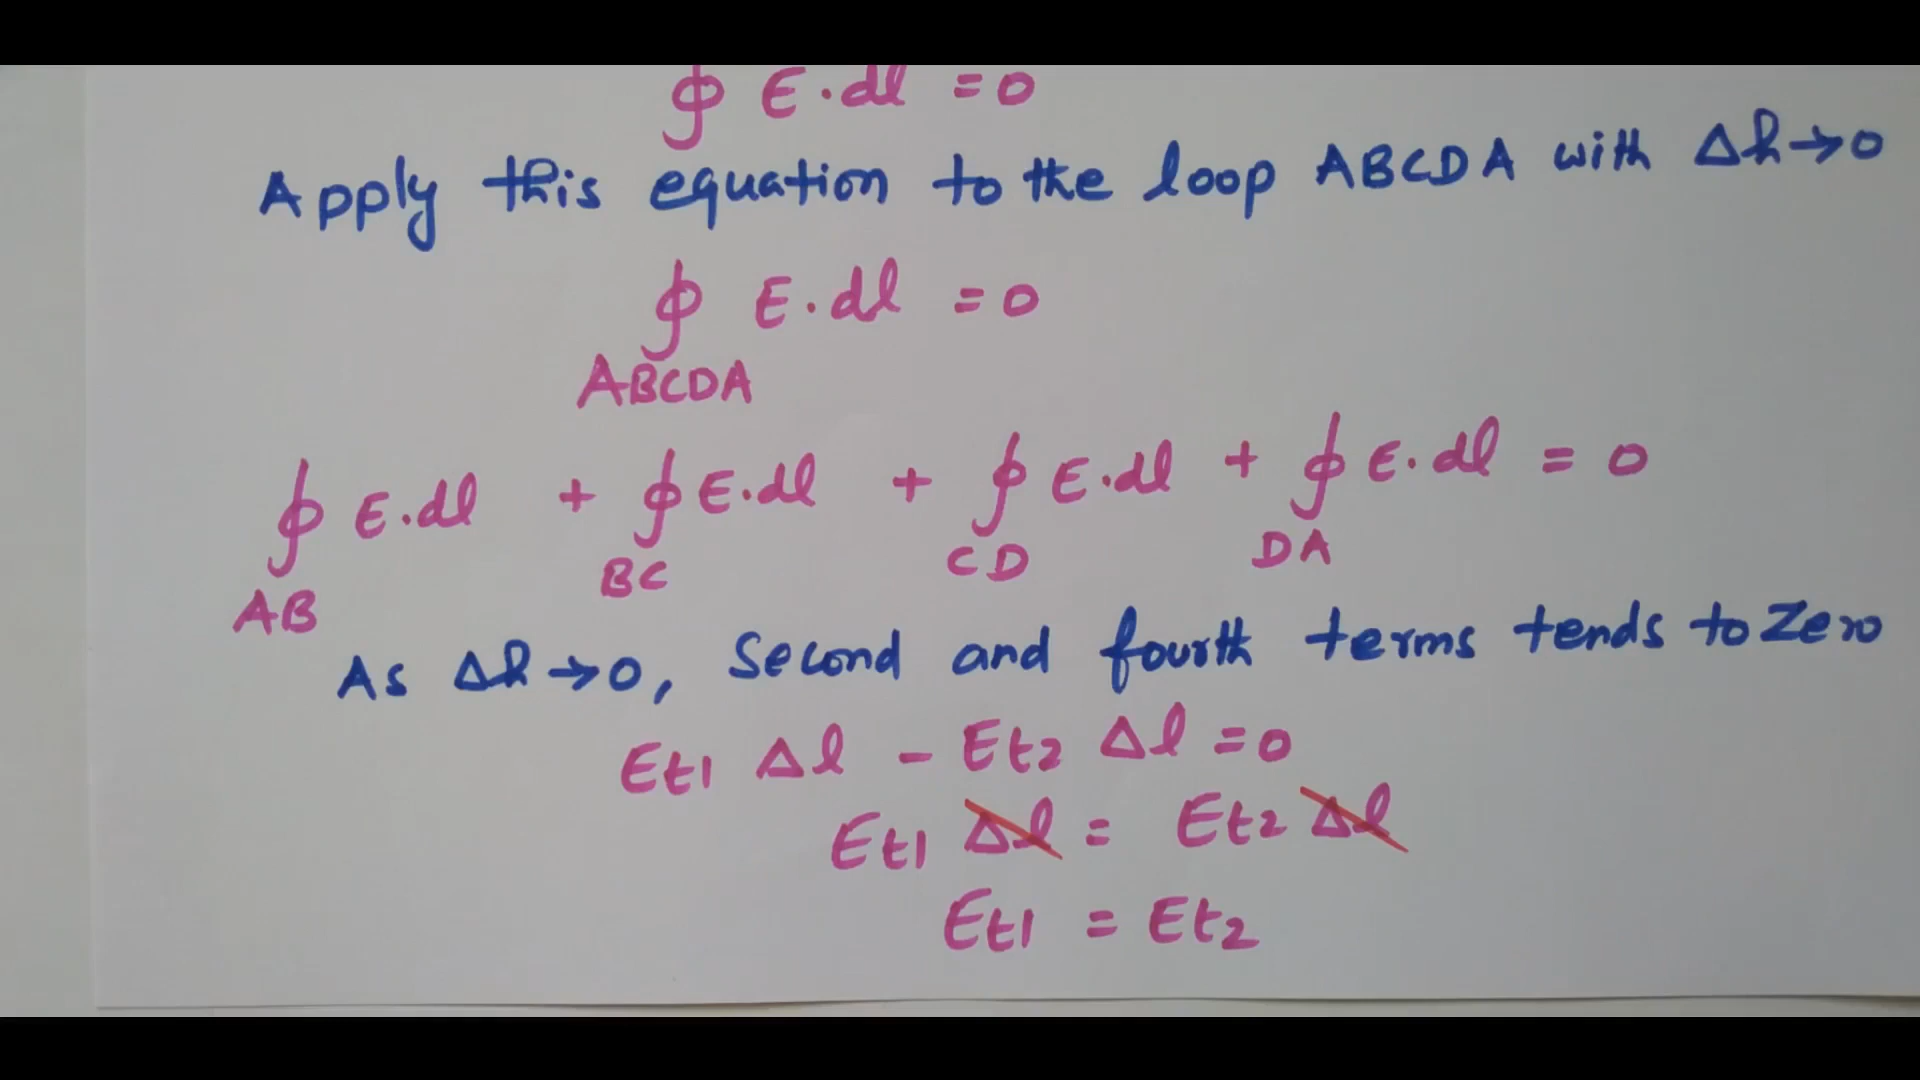 ∮ E.dl = 0
Apply this equation to the loop ABCDA with Δh→0
∮ E.dl = 0
ABCDA
∮ E.dl + ∮ E.dl + ∮ E.dl + ∮ E.dl = 0
AB BC CD DA
As Δh→0, Second and fourth terms tends to Zero
Et1 Δl - Et2 Δl = 0
Et1 Δl = Et2 Δl
Et1 = Et2